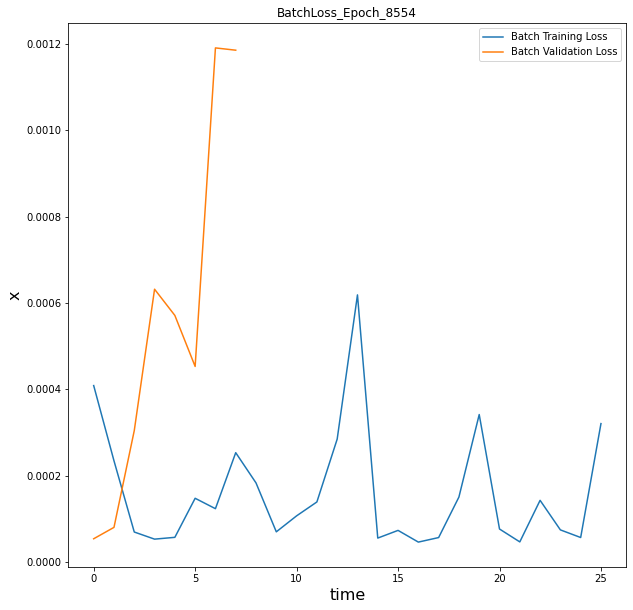 BatchLoss_Epoch_8554
Batch Training Loss
Batch Validation Loss
0.0012
0.0010
0.0008
0.0006
0.0004
0.0002
0.0000
x
0 5 10 15 20 25
time